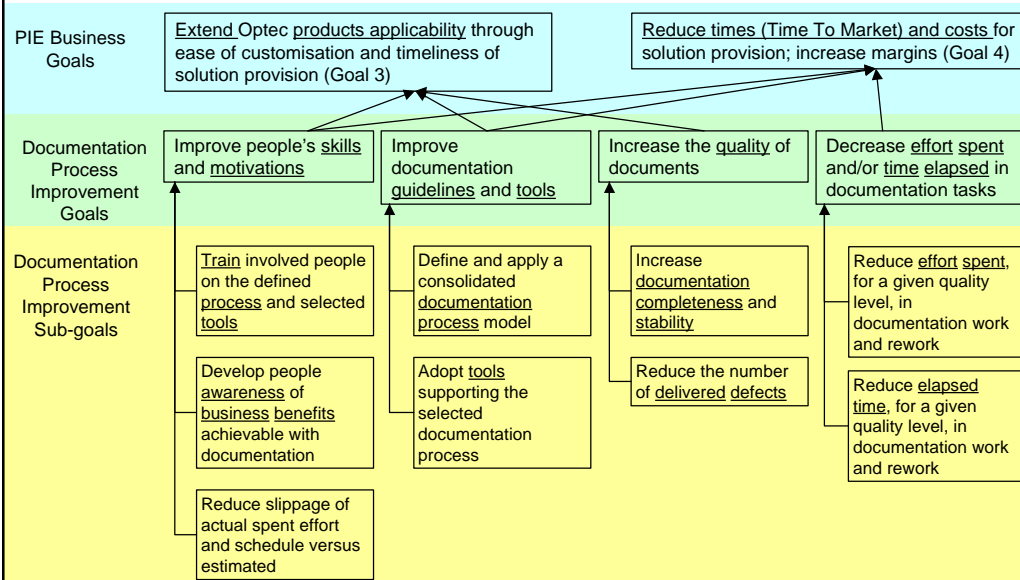 PIE Business
Goals
Extend Optec products applicability through
ease of customisation and timeliness of
solution provision (Goal 3)
Reduce times (Time To Market) and costs for
solution provision; increase margins (Goal 4)
Documentation
Process
Improvement
Goals
Improve people's skills
and motivations
Improve
documentation
guidelines and tools
Increase the quality of
documents
Decrease effort spent
and/or time elapsed in
documentation tasks
Documentation
Process
Improvement
Sub-goals
Train involved people
on the defined
process and selected
tools
Define and apply a
consolidated
documentation
process model
Increase
documentation
completeness and
stability
Reduce effort spent,
for a given quality
level, in
documentation work
and rework
Develop people
awareness of
business benefits
achievable with
documentation
Adopt tools
supporting the
selected
documentation
process
Reduce the number
of delivered defects
Reduce elapsed
time, for a given
quality level, in
documentation work
and rework
Reduce slippage of
actual spent effort
and schedule versus
estimated